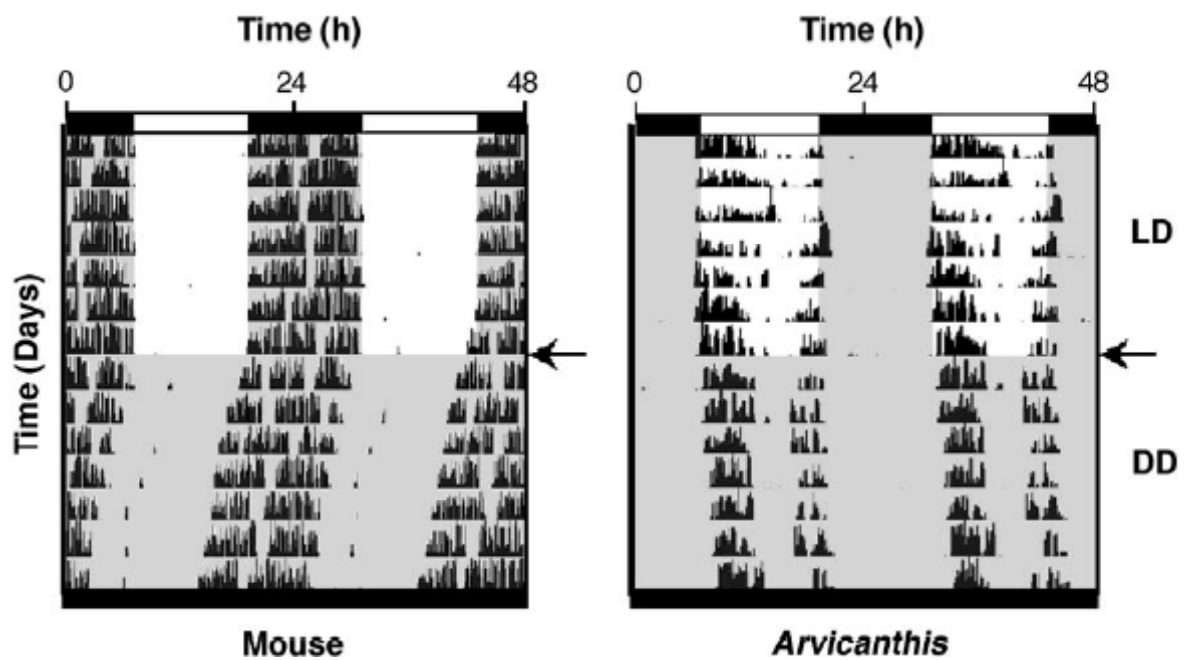 Time (h)
0 24 48
Time (Days)
Mouse
Time (h)
0 24 48
LD
DD
Arvicanthis